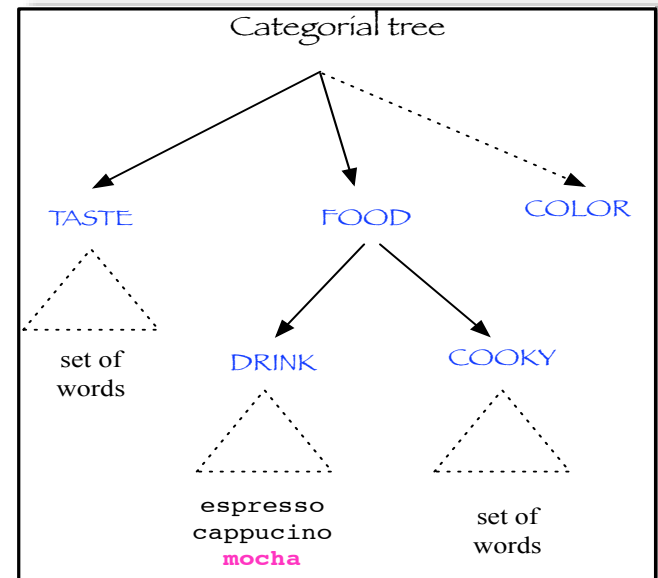 Categorial tree
TASTE
FOOD
COLOR
set of
words
DRINK
COOKY
espresso
cappucino
mocha
set of
words